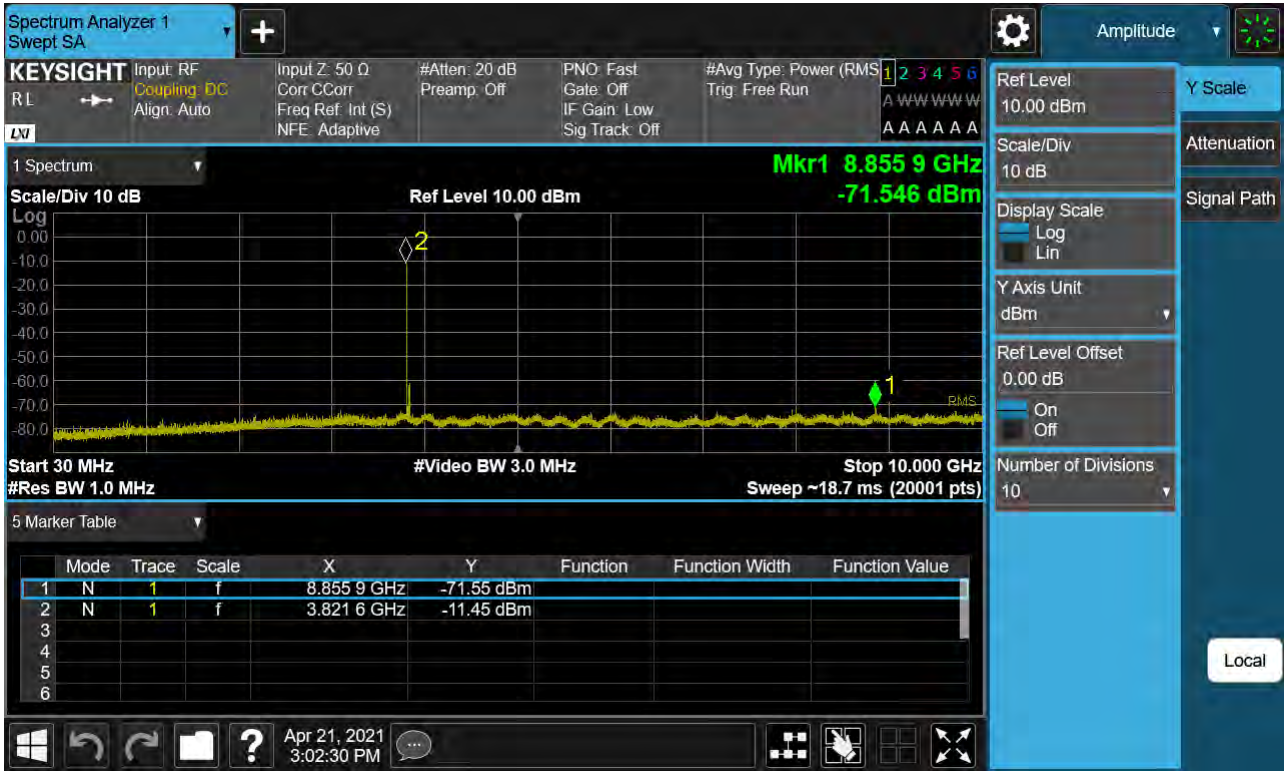 Spectrum Analyzer 1
Swept SA
Amplitude
KEYSIGHT
RL
LXI
Input: RF
Coupling: DC
Align: Auto
Input Z: 50 Ω
Corr CCorr
Freq Ref: Int (S)
NFE: Adaptive
#Atten: 20 dB
Preamp: Off
PNO: Fast
Gate: Off
IF Gain: Low
Sig Track: Off
#Avg Type: Power (RMS
Trig: Free Run
1 2 3 4 5 6
A W W W W W
A A A A A A
1 Spectrum
Mkr1 8.855 9 GHz
-71.546 dBm
Scale/Div 10 dB
Ref Level 10.00 dBm
Log
0.00
-10.0
-20.0
-30.0
-40.0
-50.0
-60.0
-70.0
-80.0
2
1
RMS
Start 30 MHz
#Video BW 3.0 MHz
Stop 10.000 GHz
#Res BW 1.0 MHz
Sweep ~18.7 ms (20001 pts)
5 Marker Table
Mode Trace Scale X Y Function Function Width Function Value
1 N 1 f 8.855 9 GHz -71.55 dBm
2 N 1 f 3.821 6 GHz -11.45 dBm
3
4
5
6
Ref Level
10.00 dBm
Scale/Div
10 dB
Display Scale
Log
Lin
Y Axis Unit
dBm
Ref Level Offset
0.00 dB
On
Off
Number of Divisions
10
Y Scale
Attenuation
Signal Path
Local
?
Apr 21, 2021
3:02:30 PM